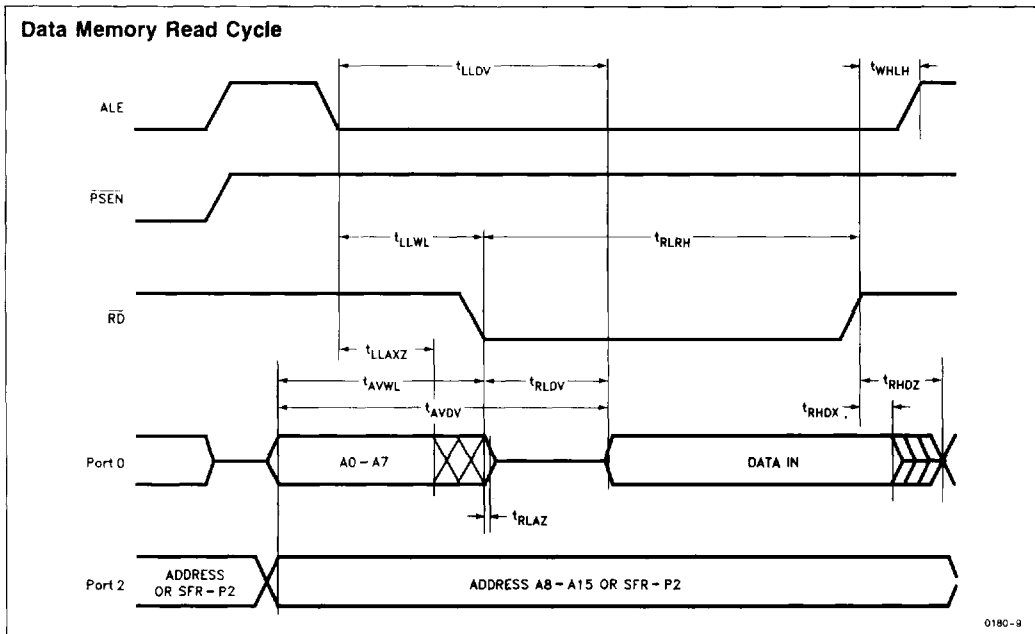 Data Memory Read Cycle
tLLDV
tWHLH
ALE
PSEN
tLLWL
tRLRH
RD
tLLAXZ
tAVWL
tRLDV
tRHDZ
tAVDV
tRHDX
Port 0
A0-A7
DATA IN
tRLAZ
Port 2
ADDRESS
OR SFR-P2
ADDRESS A8-A15 OR SFR-P2
0180-9